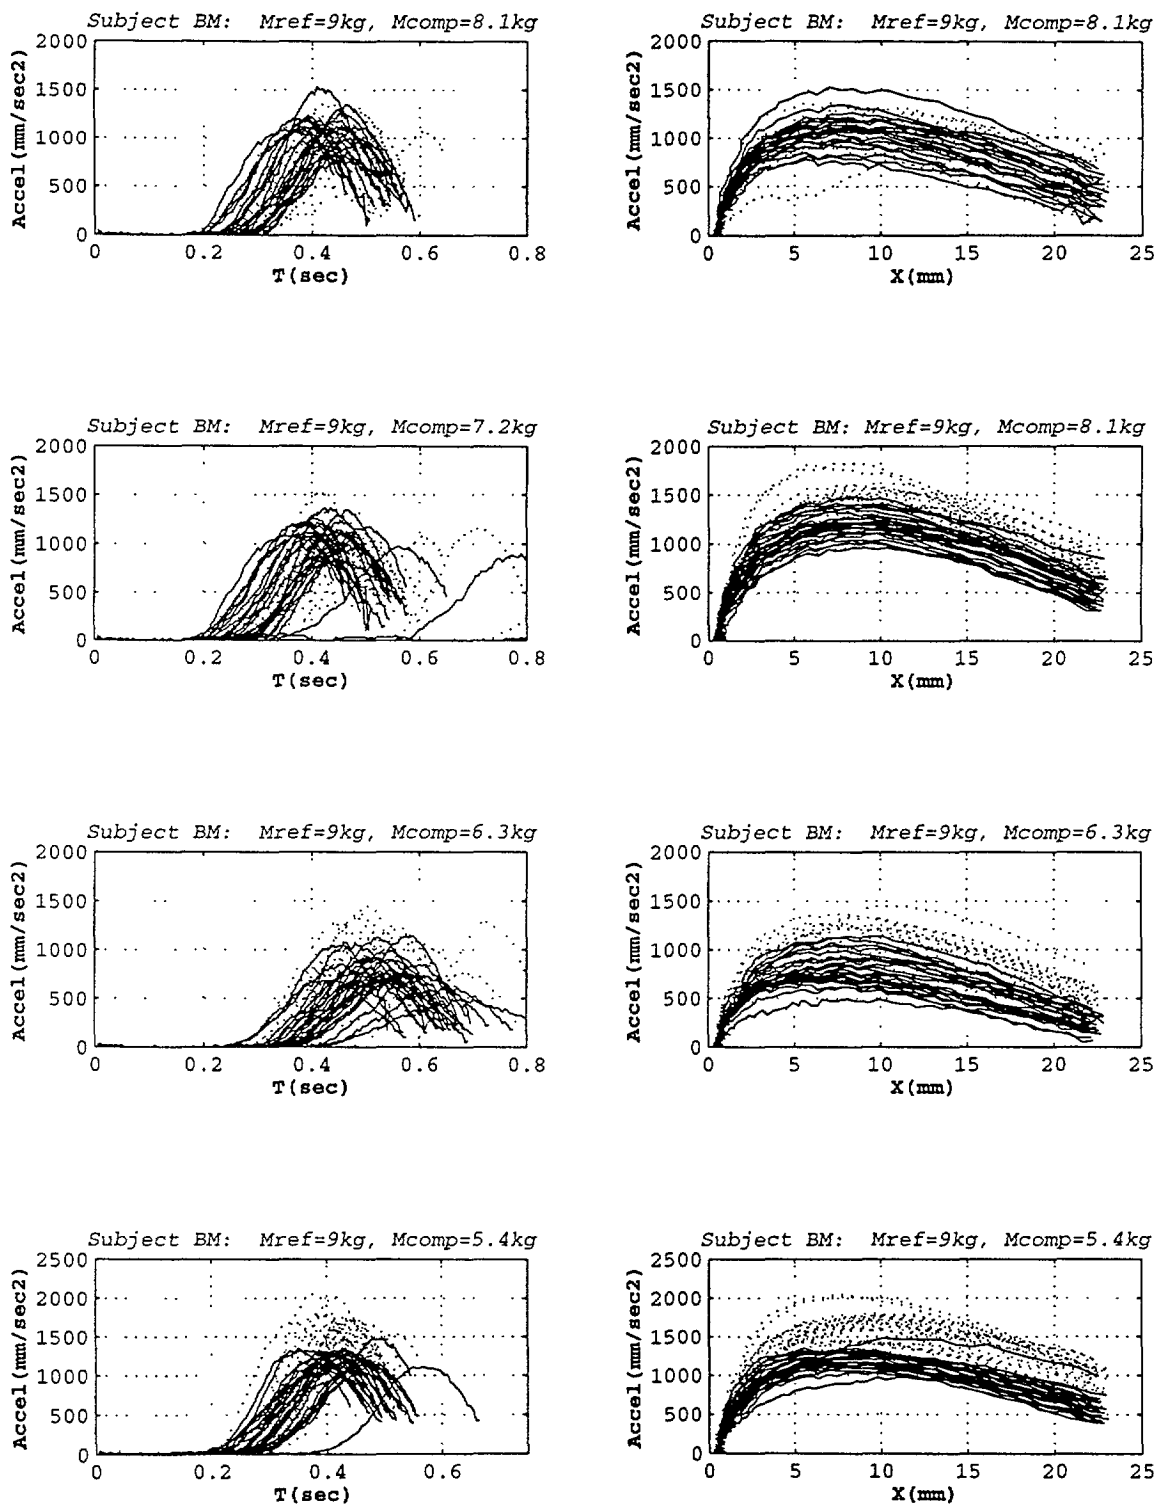 Subject BM: Mref=9kg, Mcomp=8.1kg
Accel(mm/sec2)
2000
1500
1000
500
0
0 0.2 0.4 0.6 0.8
T(sec)
Subject BM: Mref=9kg, Mcomp=8.1kg
Accel(mm/sec2)
2000
1500
1000
500
0
0 5 10 15 20 25
X(mm)
Subject BM: Mref=9kg, Mcomp=7.2kg
Accel(mm/sec2)
2000
1500
1000
500
0
0 0.2 0.4 0.6 0.8
T(sec)
Subject BM: Mref=9kg, Mcomp=8.1kg
Accel(mm/sec2)
2000
1500
1000
500
0
0 5 10 15 20 25
X(mm)
Subject BM: Mref=9kg, Mcomp=6.3kg
Accel(mm/sec2)
2000
1500
1000
500
0
0 0.2 0.4 0.6 0.8
T(sec)
Subject BM: Mref=9kg, Mcomp=6.3kg
Accel(mm/sec2)
2000
1500
1000
500
0
0 5 10 15 20 25
X(mm)
Subject BM: Mref=9kg, Mcomp=5.4kg
Accel(mm/sec2)
2500
2000
1500
1000
500
0
0 0.2 0.4 0.6
T(sec)
Subject BM: Mref=9kg, Mcomp=5.4kg
Accel(mm/sec2)
2500
2000
1500
1000
500
0
0 5 10 15 20 25
X(mm)